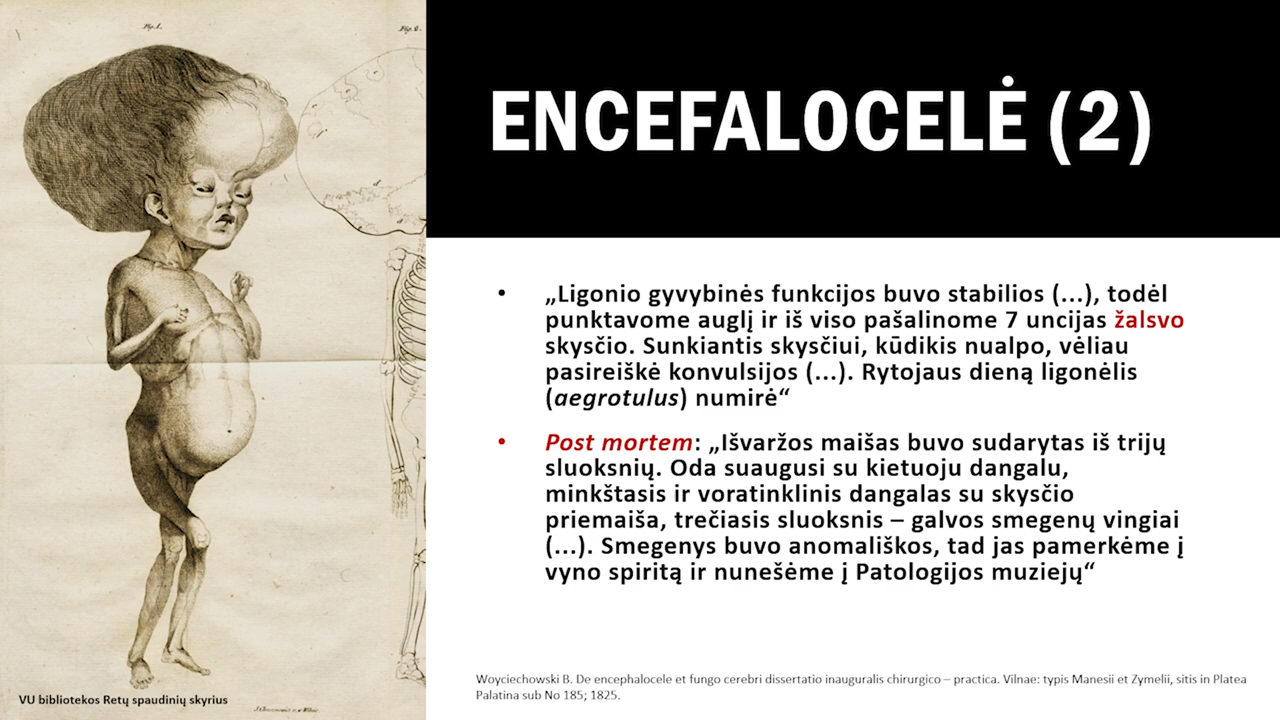 Fig. 1.
Fig. 2.
ENCEFALOCELĖ (2)
• „Ligonio gyvybinės funkcijos buvo stabilios (...), todėl
punktavome auglį ir iš viso pašalinome 7 uncijas žalsvo
skysčio. Sunkiantis skysčiui, kūdikis nualpo, vėliau
pasireiškė konvulsijos (...). Rytojaus dieną ligonėlis
(aegrotulus) numirė“
• Post mortem: „Išvaržos maišas buvo sudarytas iš trijų
sluoksnių. Oda suaugusi su kietuoju dangalu,
minkštasis ir voratinklinis dangalas su skysčio
priemaiša, trečiasis sluoksnis – galvos smegenų vingiai
(...). Smegenys buvo anomališkos, tad jas pamerkėme į
vyno spiritą ir nunešėme į Patologijos muziejų“
Woyciechowski B. De encephalocele et fungo cerebri dissertatio inauguralis chirurgico – practica. Vilnae: typis Manesii et Zymelii, sitis in Platea
Palatina sub No 185; 1825.
VU bibliotekos Retų spaudinių skyrius